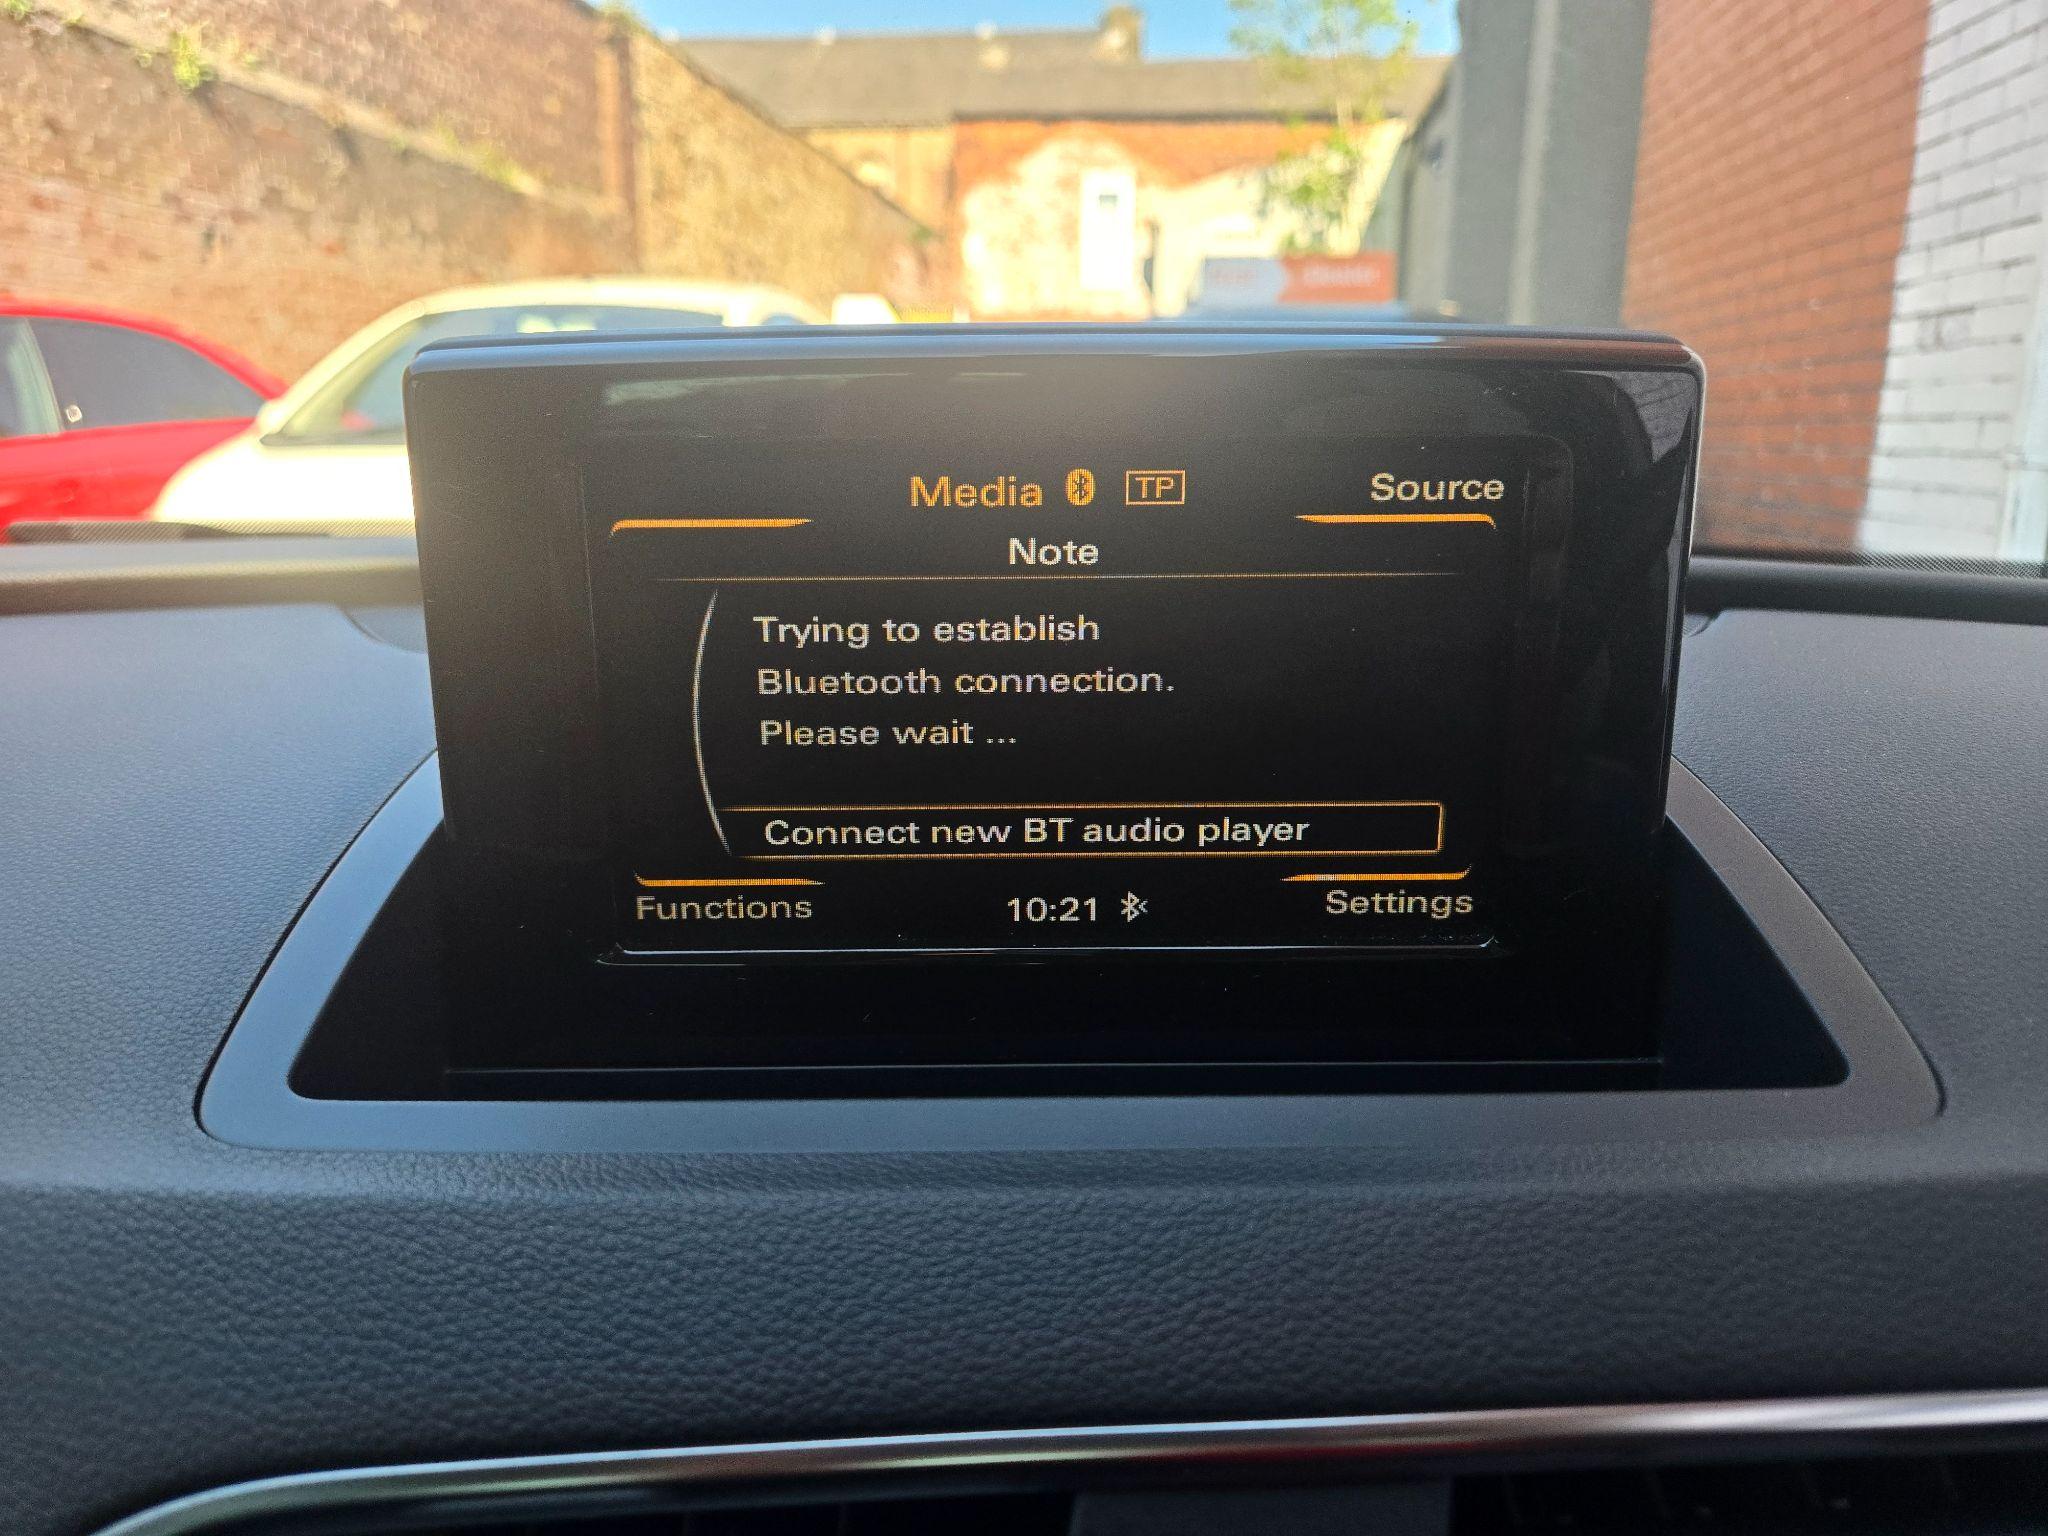 Media TP
Source
Note
Trying to establish
Bluetooth connection.
Please wait ...
Connect new BT audio player
Functions
10:21
Settings